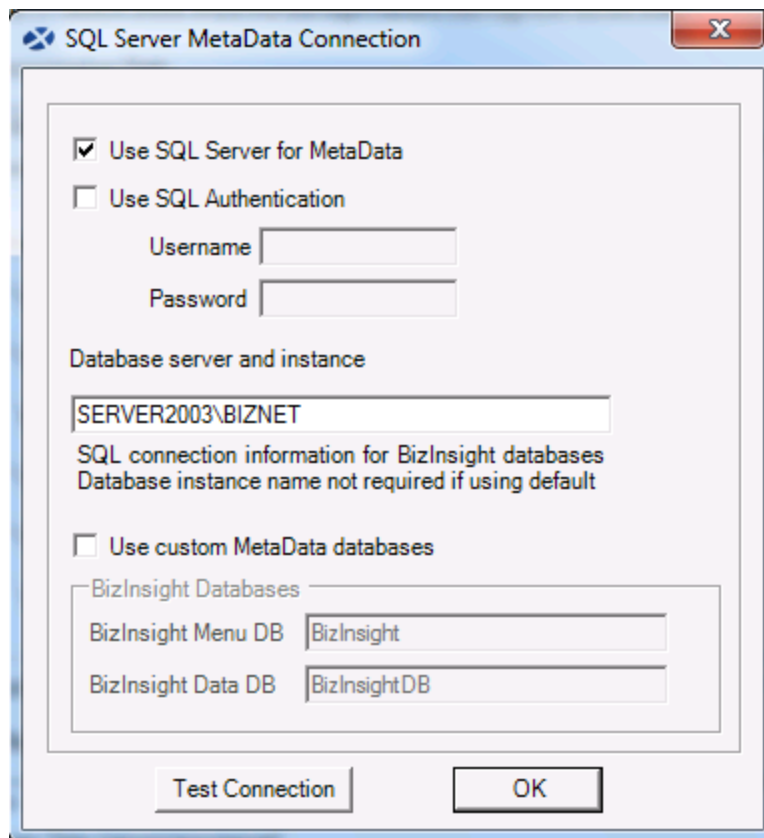 SQL Server MetaData Connection
Use SQL Server for MetaData
Use SQL Authentication
Username
Password
Database server and instance
SERVER2003\BIZNET
SQL connection information for BizInsight databases
Database instance name not required if using default
Use custom MetaData databases
BizInsight Databases
BizInsight Menu DB BizInsight
BizInsight Data DB BizInsightDB
Test Connection OK